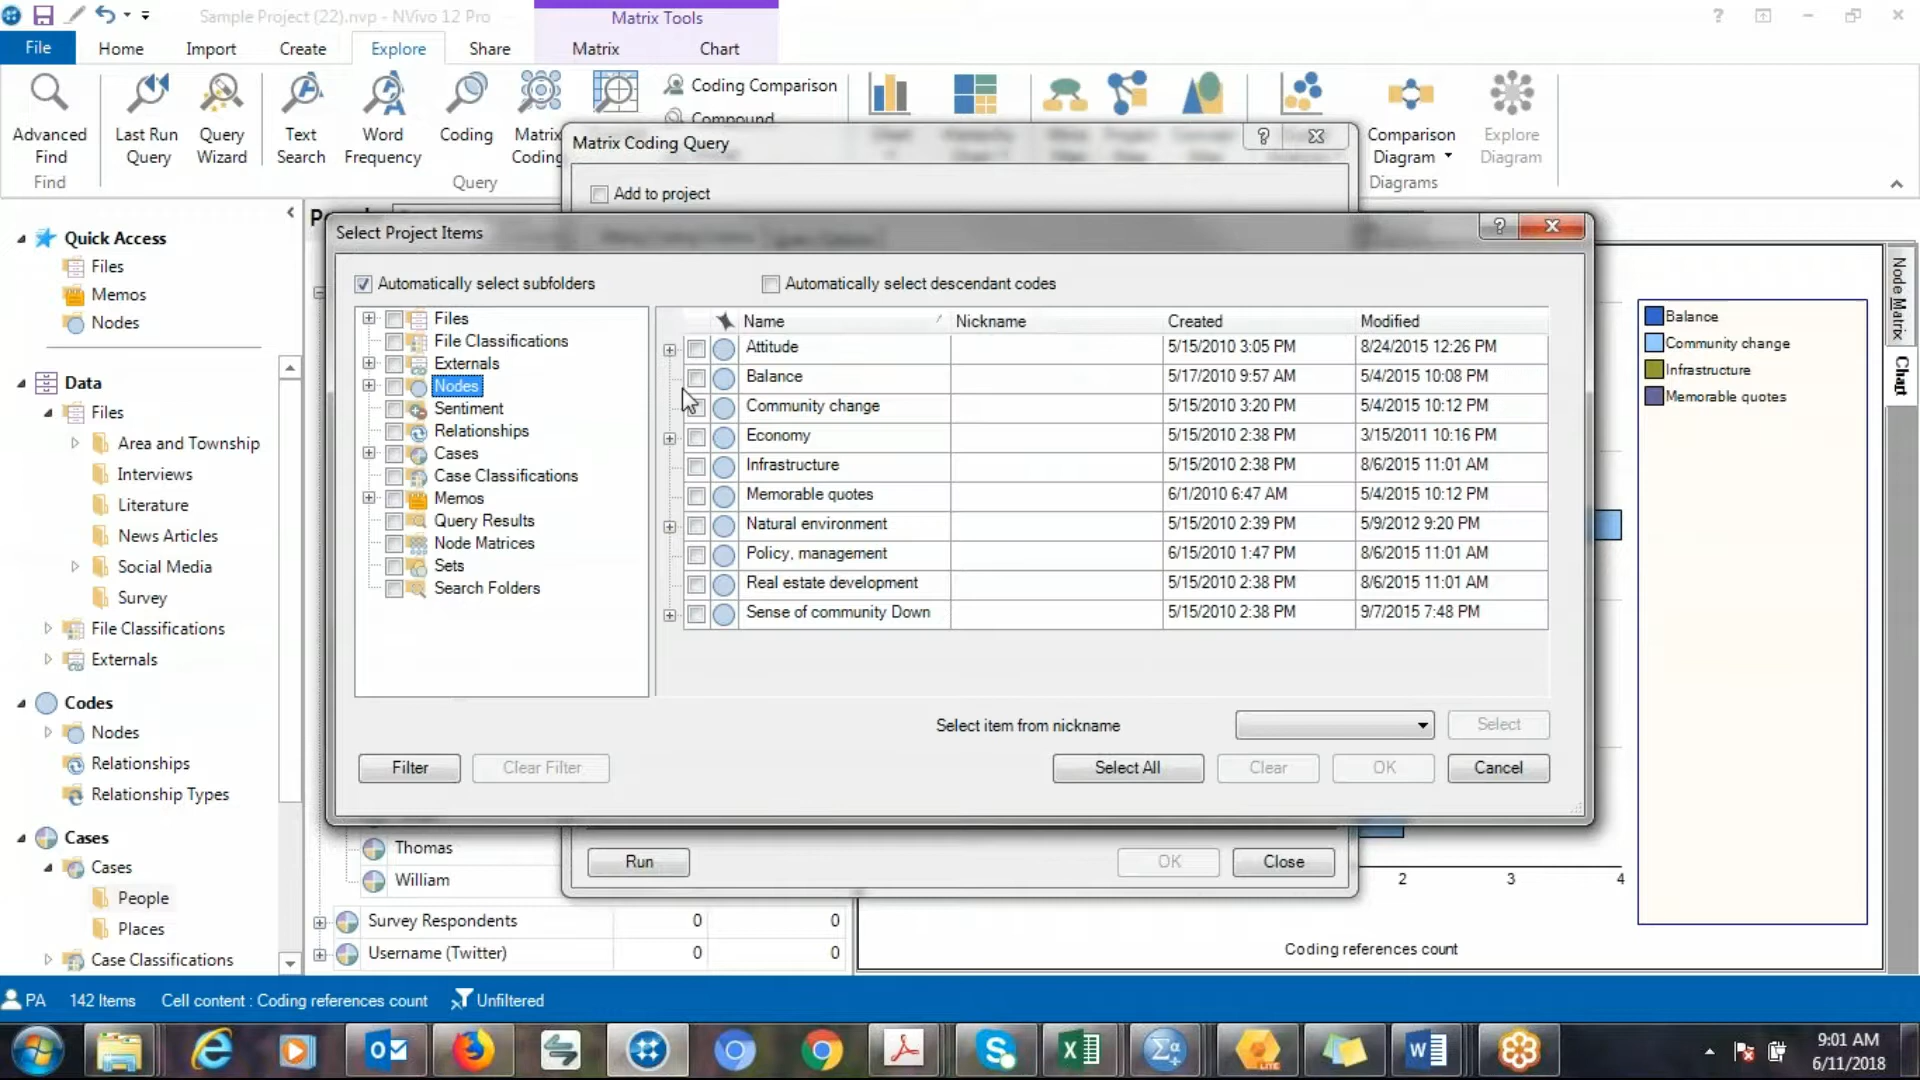 Sample Project (22).nvp - NVivo 12 Pro
Matrix Tools
File
Home
Import
Create
Explore
Share
Matrix
Chart
Advanced Find
Last Run Query
Query Wizard
Text Search
Word Frequency
Coding
Matrix Coding
Coding Comparison
Compound
Comparison Diagram
Explore Diagram
Find
Query
Diagrams
Matrix Coding Query
Add to project
Select Project Items
Automatically select subfolders
Automatically select descendant codes
Files
File Classifications
Externals
Nodes
Sentiment
Relationships
Cases
Case Classifications
Memos
Query Results
Node Matrices
Sets
Search Folders
Name Nickname Created Modified
Attitude 5/15/2010 3:05 PM 8/24/2015 12:26 PM
Balance 5/17/2010 9:57 AM 5/4/2015 10:08 PM
Community change 5/15/2010 3:20 PM 5/4/2015 10:12 PM
Economy 5/15/2010 2:38 PM 3/15/2011 10:16 PM
Infrastructure 5/15/2010 2:38 PM 8/6/2015 11:01 AM
Memorable quotes 6/1/2010 6:47 AM 5/4/2015 10:12 PM
Natural environment 5/15/2010 2:39 PM 5/9/2012 9:20 PM
Policy, management 6/15/2010 1:47 PM 8/6/2015 11:01 AM
Real estate development 5/15/2010 2:38 PM 8/6/2015 11:01 AM
Sense of community Down 5/15/2010 2:38 PM 9/7/2015 7:48 PM
Select item from nickname
Select
Filter
Clear Filter
Select All
Clear
OK
Cancel
Run
OK
Close
Quick Access
Files
Memos
Nodes
Data
Files
Area and Township
Interviews
Literature
News Articles
Social Media
Survey
File Classifications
Externals
Codes
Nodes
Relationships
Relationship Types
Cases
Cases
People
Places
Case Classifications
Thomas
William
Survey Respondents 0 0
Username (Twitter) 0 0
2 3 4
Coding references count
Balance
Community change
Infrastructure
Memorable quotes
Node Matrix
Chart
PA 142 Items Cell content : Coding references count Unfiltered
9:01 AM
6/11/2018